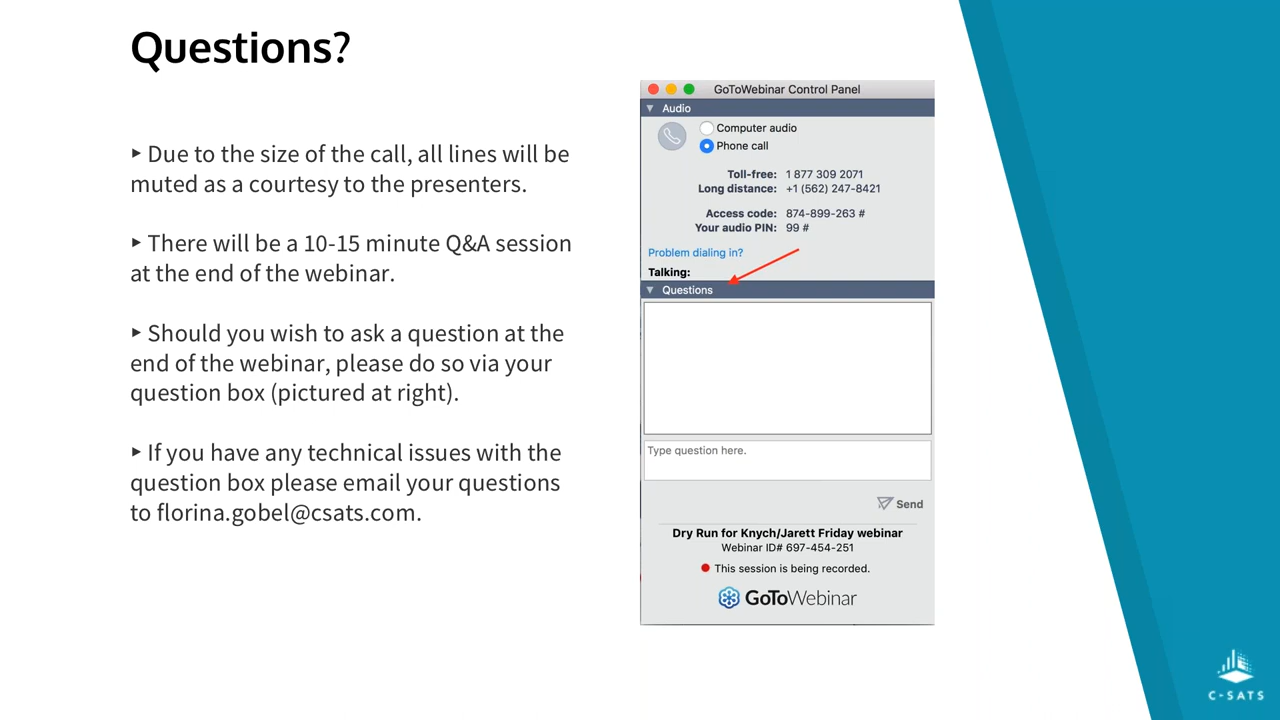 Questions?
‣ Due to the size of the call, all lines will be
muted as a courtesy to the presenters.
‣ There will be a 10-15 minute Q&A session
at the end of the webinar.
‣ Should you wish to ask a question at the
end of the webinar, please do so via your
question box (pictured at right).
‣ If you have any technical issues with the
question box please email your questions
to florina.gobel@csats.com.
GoToWebinar Control Panel
Audio
Computer audio
Phone call
Toll-free: 1 877 309 2071
Long distance: +1 (562) 247-8421
Access code: 874-899-263 #
Your audio PIN: 99 #
Problem dialing in?
Talking:
Questions
Type question here.
Send
Dry Run for Knych/Jarett Friday webinar
Webinar ID# 697-454-251
This session is being recorded.
GoToWebinar
C-SATS